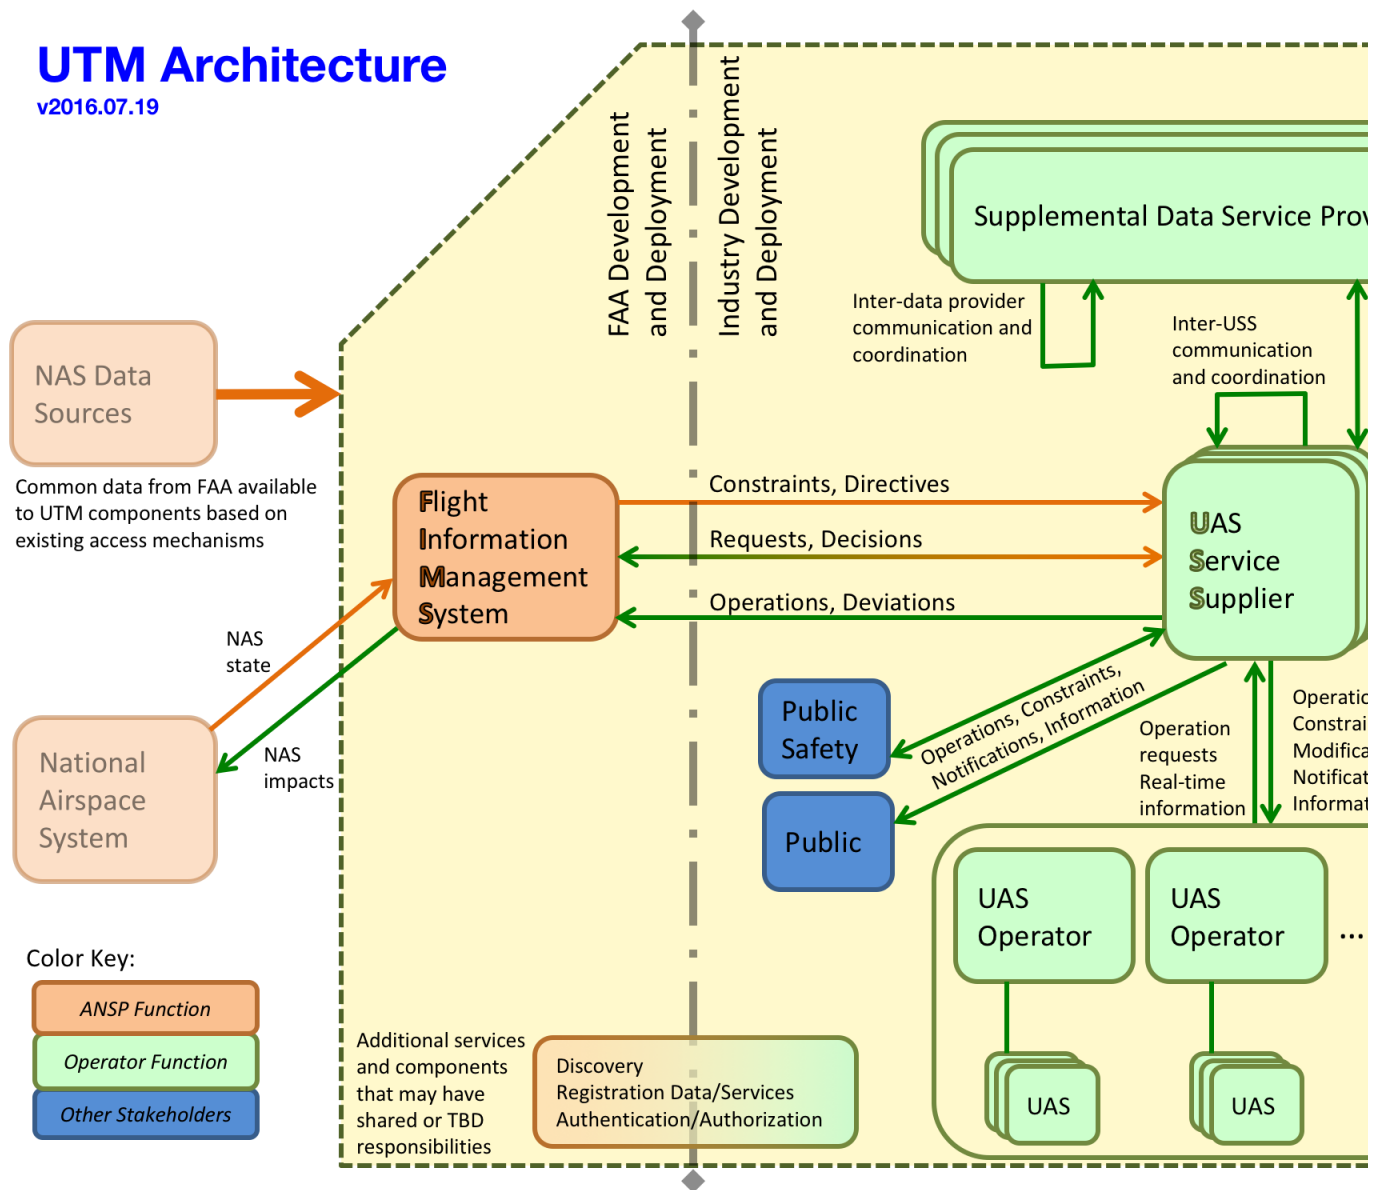 UTM Architecture
v2016.07.19
FAA Development
and Deployment
Industry Development
and Deployment
Supplemental Data Service
Inter-data provider
communication and
coordination
Inter-USS
communication
and coordination
NAS Data
Sources
Common data from FAA available
to UTM components based on
existing access mechanisms
Flight
Information
Management
System
Constraints, Directives
Requests, Decisions
Operations, Deviations
UAS
Service
Supplier
NAS
state
NAS
impacts
National
Airspace
System
Public
Safety
Public
Operations, Constraints,
Notifications, Information
Operation
requests
Real-time
information
UAS
Operator
UAS
Operator
...
UAS
UAS
Color Key:
ANSP Function
Operator Function
Other Stakeholders
Additional services
and components
that may have
shared or TBD
responsibilities
Discovery
Registration Data/Services
Authentication/Authorization